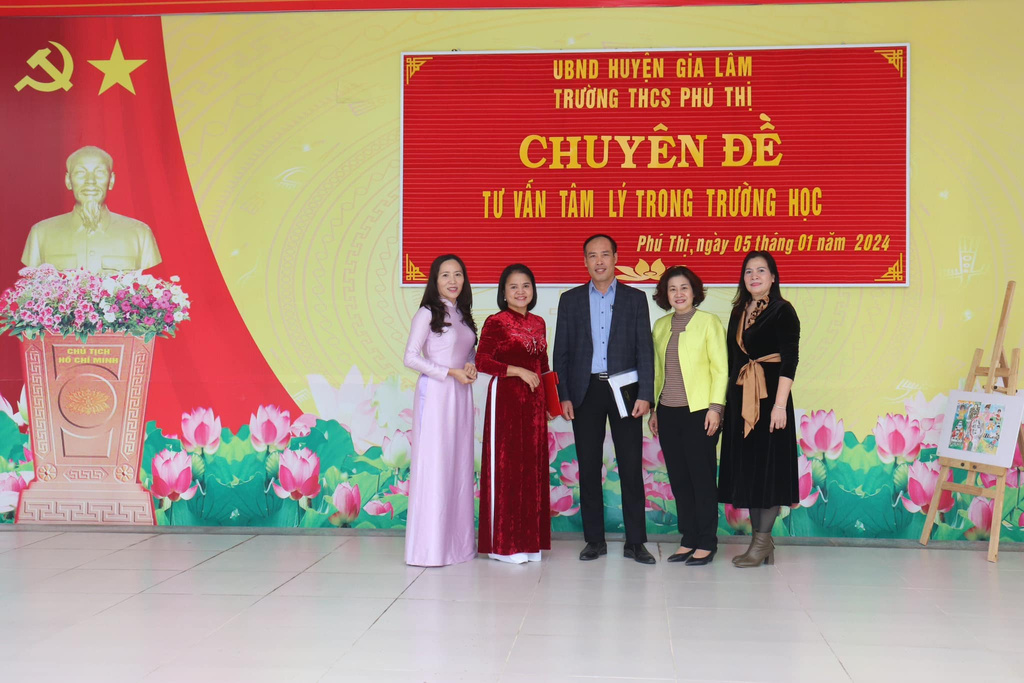 UBND HUYỆN GIA LÂM
TRƯỜNG THCS PHÚ THỊ
CHUYÊN ĐỀ
TƯ VẤN TÂM LÝ TRONG TRƯỜNG HỌC
Phú Thị, ngày 05 tháng 01 năm 2024
CHỦ TỊCH
HỒ CHÍ MINH